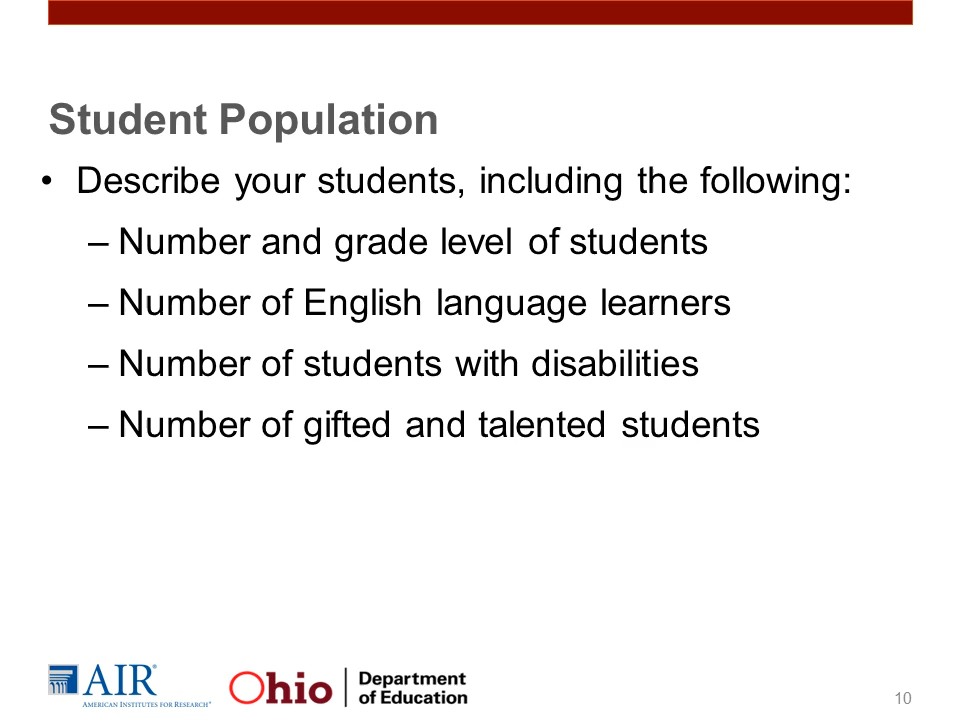 Student Population
• Describe your students, including the following:
– Number and grade level of students
– Number of English language learners
– Number of students with disabilities
– Number of gifted and talented students
AIR®
AMERICAN INSTITUTES FOR RESEARCH®
Ohio
Department
of Education
10